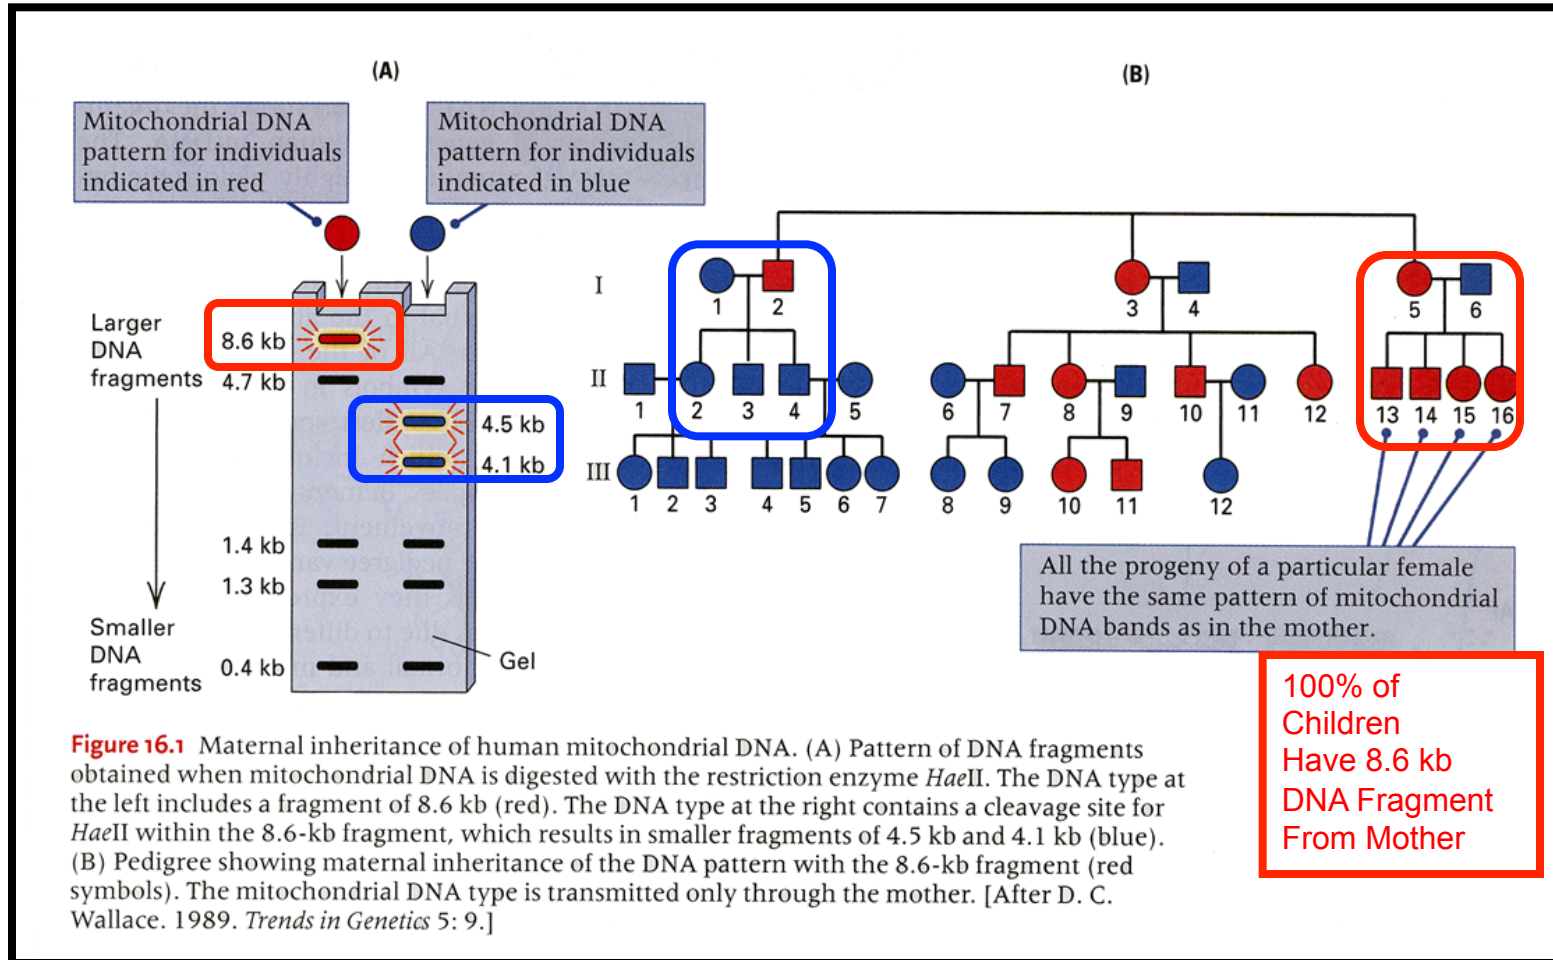 (A)
(B)
Mitochondrial DNA
pattern for individuals
indicated in red
Mitochondrial DNA
pattern for individuals
indicated in blue
Larger
DNA
fragments
8.6 kb
4.7 kb
4.5 kb
4.1 kb
1.4 kb
1.3 kb
Smaller
DNA
fragments
0.4 kb
Gel
I
1 2 3 4 5 6
II
1 2 3 4 5 6 7 8 9 10 11 12 13 14 15 16
III
1 2 3 4 5 6 7 8 9 10 11 12
All the progeny of a particular female
have the same pattern of mitochondrial
DNA bands as in the mother.
100% of
Children
Have 8.6 kb
DNA Fragment
From Mother
Figure 16.1 Maternal inheritance of human mitochondrial DNA. (A) Pattern of DNA fragments
obtained when mitochondrial DNA is digested with the restriction enzyme HaeII. The DNA type at
the left includes a fragment of 8.6 kb (red). The DNA type at the right contains a cleavage site for
HaeII within the 8.6-kb fragment, which results in smaller fragments of 4.5 kb and 4.1 kb (blue).
(B) Pedigree showing maternal inheritance of the DNA pattern with the 8.6-kb fragment (red
symbols). The mitochondrial DNA type is transmitted only through the mother. [After D. C.
Wallace. 1989. Trends in Genetics 5: 9.]